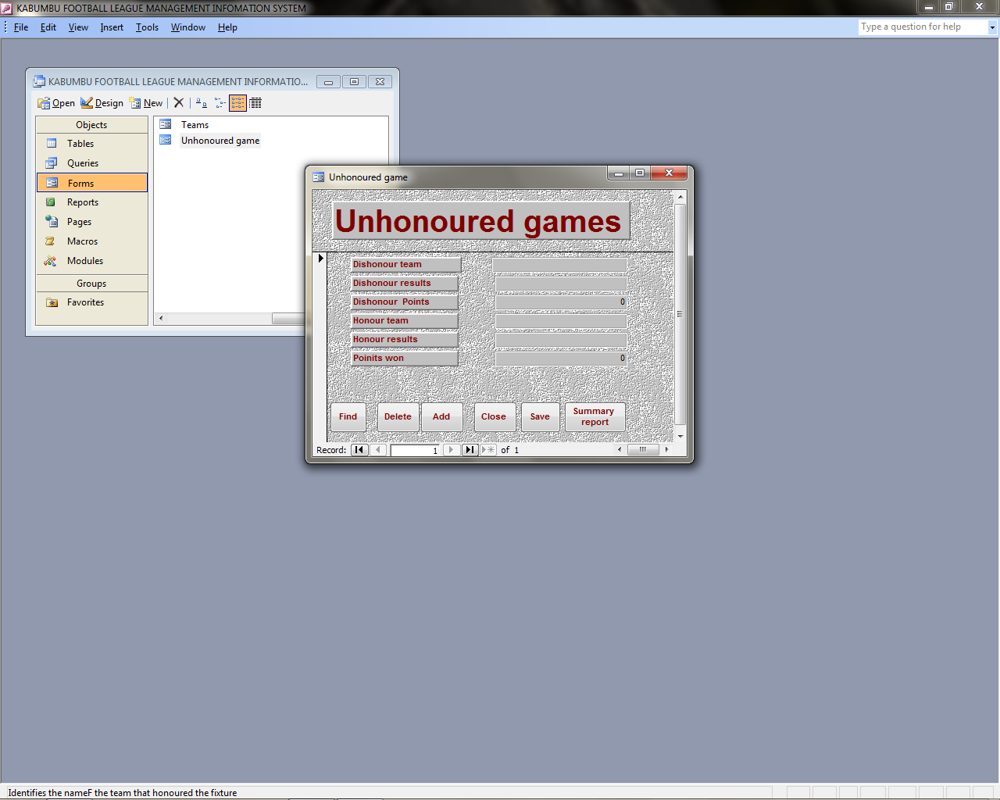 KABUMBU FOOTBALL LEAGUE MANAGEMENT INFOMATION SYSTEM
File Edit View Insert Tools Window Help
Type a question for help
KABUMBU FOOTBALL LEAGUE MANAGEMENT INFORMATIO...
Open Design New
Objects
Tables
Queries
Forms
Reports
Pages
Macros
Modules
Groups
Favorites
Teams
Unhonoured game
Unhonoured game
Unhonoured games
Dishonour team
Dishonour results
Dishonour Points 0
Honour team
Honour results
Poinits won 0
Find Delete Add Close Save Summary report
Record: 1 of 1
Identifies the nameF the team that honoured the fixture